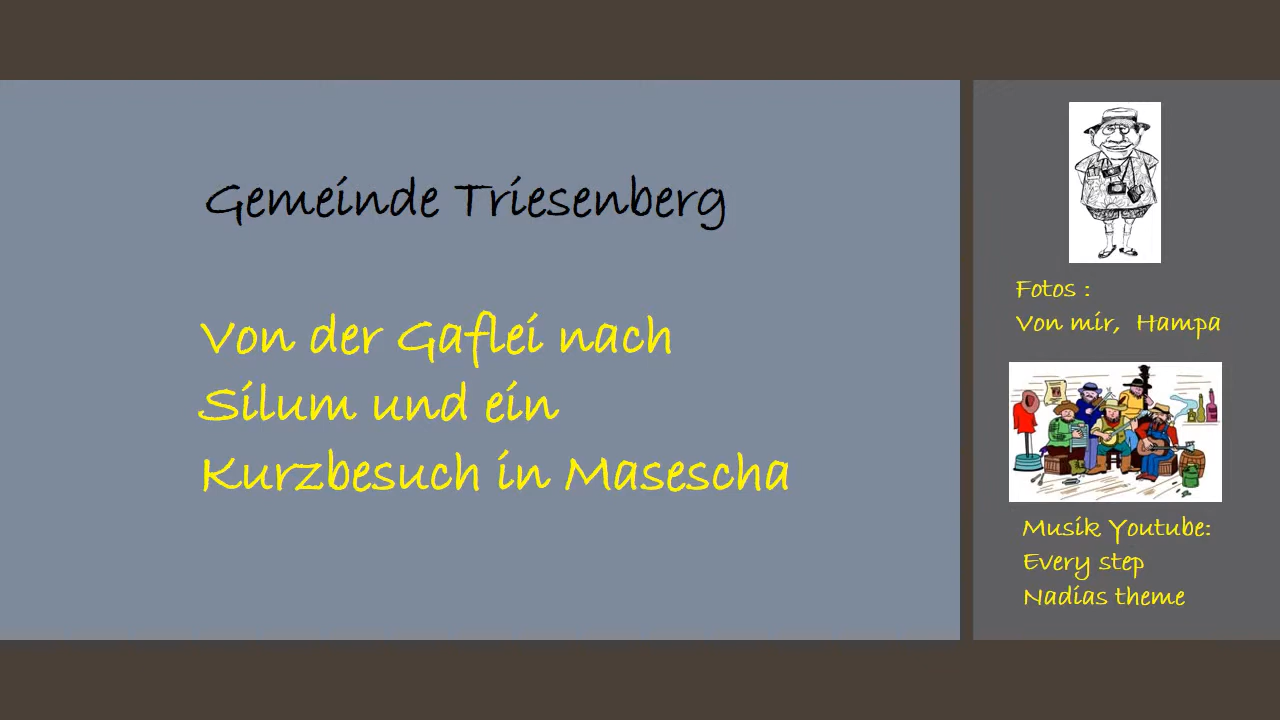 Gemeinde Triesenberg
Von der Gaflei nach
Silum und ein
Kurzbesuch in Masescha
Fotos :
Von mir, Hampa
Musik Youtube:
Every step
Nadias theme